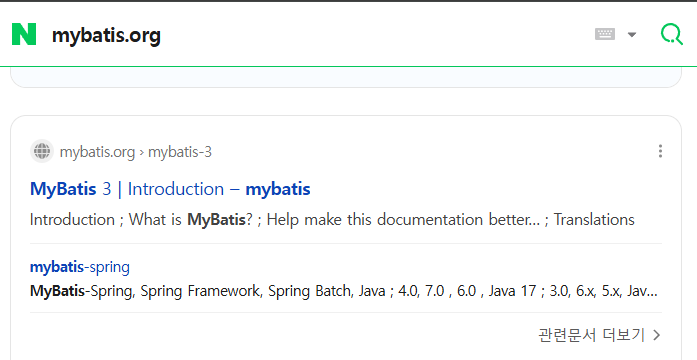 N mybatis.org
mybatis.org › mybatis-3
MyBatis 3 | Introduction – mybatis
Introduction ; What is MyBatis? ; Help make this documentation better... ; Translations
mybatis-spring
MyBatis-Spring, Spring Framework, Spring Batch, Java ; 4.0, 7.0 , 6.0 , Java 17 ; 3.0, 6.x, 5.x, Jav...
관련문서 더보기 >